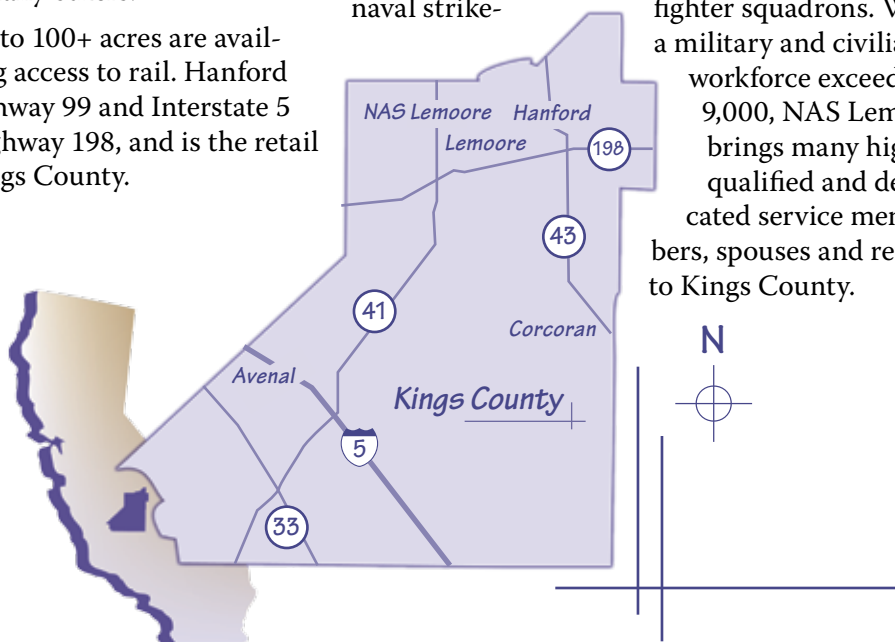 to 100+ acres are avail-
g access to rail. Hanford
hway 99 and Interstate 5
ghway 198, and is the retail
gs County.
naval strike-
fighter squadrons. W
a military and civilia
workforce exceed
9,000, NAS Lem
brings many hig
qualified and de
cated service mem
bers, spouses and re
to Kings County.
NAS Lemoore Hanford
Lemoore
198
43
41
Corcoran
Avenal
Kings County
5
33
N